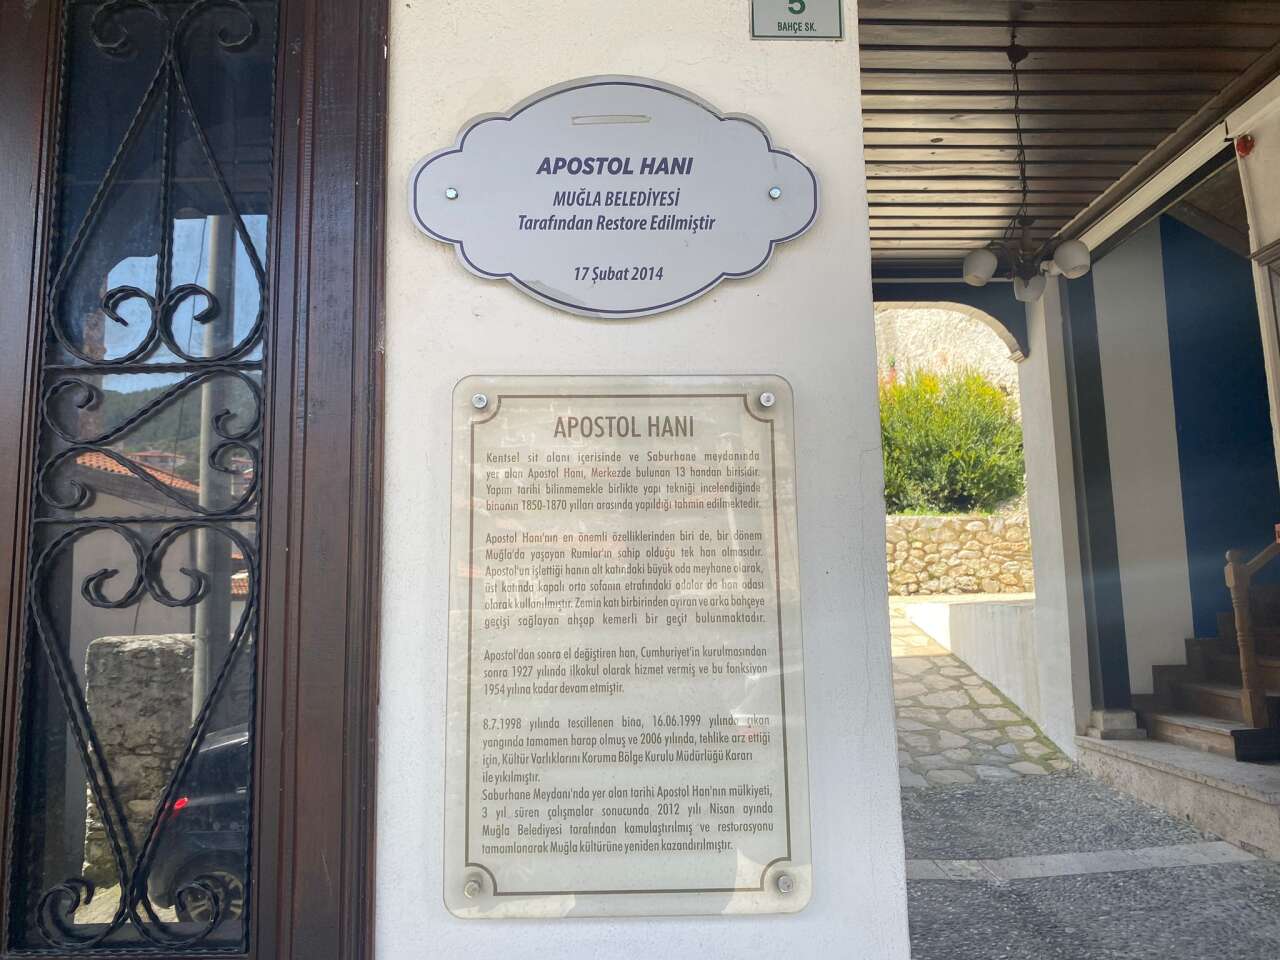 5
BAHÇE SK.
APOSTOL HANI
MUĞLA BELEDİYESİ
Tarafından Restore Edilmiştir
17 Şubat 2014
APOSTOL HANI
Kentsel sit alanı içerisinde ve Saburhane meydanında
yer alan Apostol Hanı, Merkezde bulunan 13 handan birisidir.
Yapım tarihi bilinmemekle birlikte yapı tekniği incelendiğinde
binanın 1850-1870 yılları arasında yapıldığı tahmin edilmektedir.
Apostol Hanı'nın en önemli özelliklerinden biri de, bir dönem
Muğla'da yaşayan Rumlar'ın sahip olduğu tek han olmasıdır.
Apostol'un işlettiği hanın alt katındaki büyük oda meyhane olarak,
üst katında kapalı orta sofanın etrafındaki odalar da han odası
olarak kullanılmıştır. Zemin katı birbirinden ayıran ve arka bahçeye
geçişi sağlayan ahşap kemerli bir geçit bulunmaktadır.
Apostol'dan sonra el değiştiren han, Cumhuriyet'in kurulmasından
sonra 1927 yılında ilkokul olarak hizmet vermiş ve bu fonksiyon
1954 yılına kadar devam etmiştir.
8.7.1998 yılında tescillenen bina, 16.06.1999 yılında çıkan
yangında tamamen harap olmuş ve 2006 yılında, tehlike arz ettiği
için, Kültür Varlıklarını Koruma Bölge Kurulu Müdürlüğü Kararı
ile yıkılmıştır.
Saburhane Meydanı'nda yer alan tarihi Apostol Han'ının mülkiyeti,
3 yıl süren çalışmalar sonucunda 2012 yılı Nisan ayında
Muğla Belediyesi tarafından kamulaştırılmış ve restorasyonu
tamamlanarak Muğla kültürüne yeniden kazandırılmıştır.